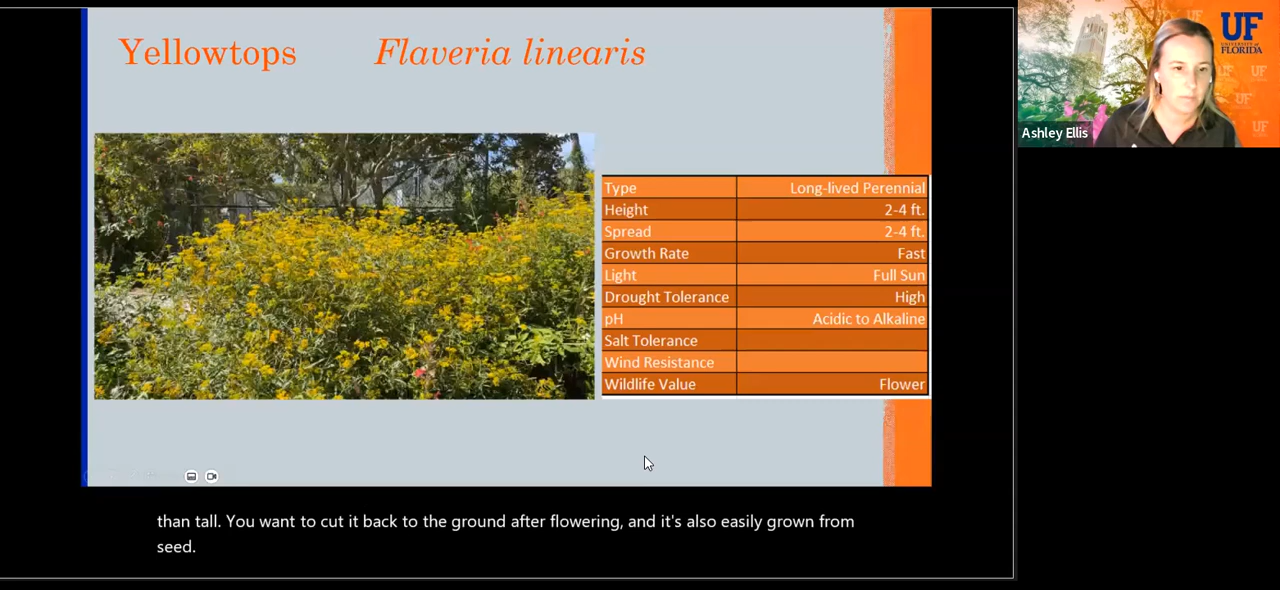 Yellowtops Flaveria linearis
UF
UNIVERSITY of
FLORIDA
Ashley Ellis
Type Long-lived Perennial
Height 2-4 ft.
Spread 2-4 ft.
Growth Rate Fast
Light Full Sun
Drought Tolerance High
pH Acidic to Alkaline
Salt Tolerance
Wind Resistance
Wildlife Value Flower
than tall. You want to cut it back to the ground after flowering, and it's also easily grown from
seed.